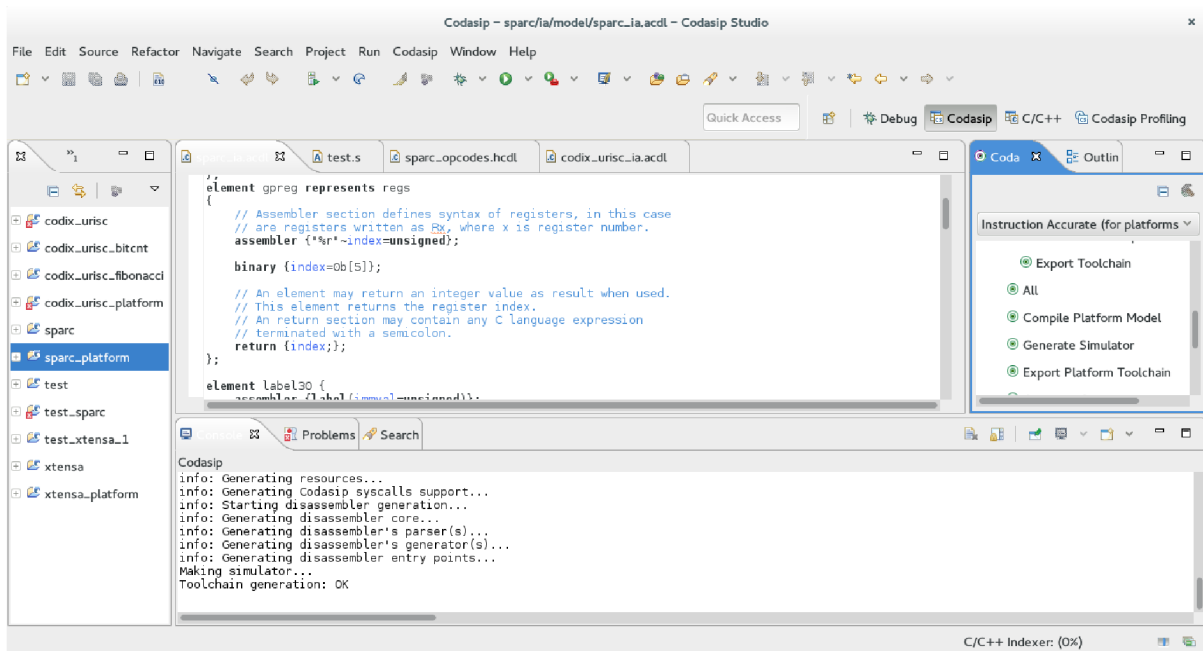 Codasip – sparc/ia/model/sparc_ia.acdl – Codasip Studio
File Edit Source Refactor Navigate Search Project Run Codasip Window Help
Quick Access
Debug Codasip C/C++ Codasip Profiling
»1
codix_urisc
codix_urisc_bitcnt
codix_urisc_fibonacci
codix_urisc_platform
sparc
sparc_platform
test
test_sparc
test_xtensa_1
xtensa
xtensa_platform
sparc_ia.acdl test.s sparc_opcodes.hcdl codix_urisc_ia.acdl
};
element gpreg represents regs
{
// Assembler section defines syntax of registers, in this case
// are registers written as Rx, where x is register number.
assembler {"%r"~index=unsigned};
binary {index=0b[5]};
// An element may return an integer value as result when used.
// This element returns the register index.
// An return section may contain any C language expression
// terminated with a semicolon.
return {index;};
};
element label30 {
assembler {label(immval=unsigned)};
Coda Outlin
Instruction Accurate (for platforms
Export Toolchain
All
Compile Platform Model
Generate Simulator
Export Platform Toolchain
Console Problems Search
Codasip
info: Generating resources...
info: Generating Codasip syscalls support...
info: Starting disassembler generation...
info: Generating disassembler core...
info: Generating disassembler's parser(s)...
info: Generating disassembler's generator(s)...
info: Generating disassembler entry points...
Making simulator...
Toolchain generation: OK
C/C++ Indexer: (0%)